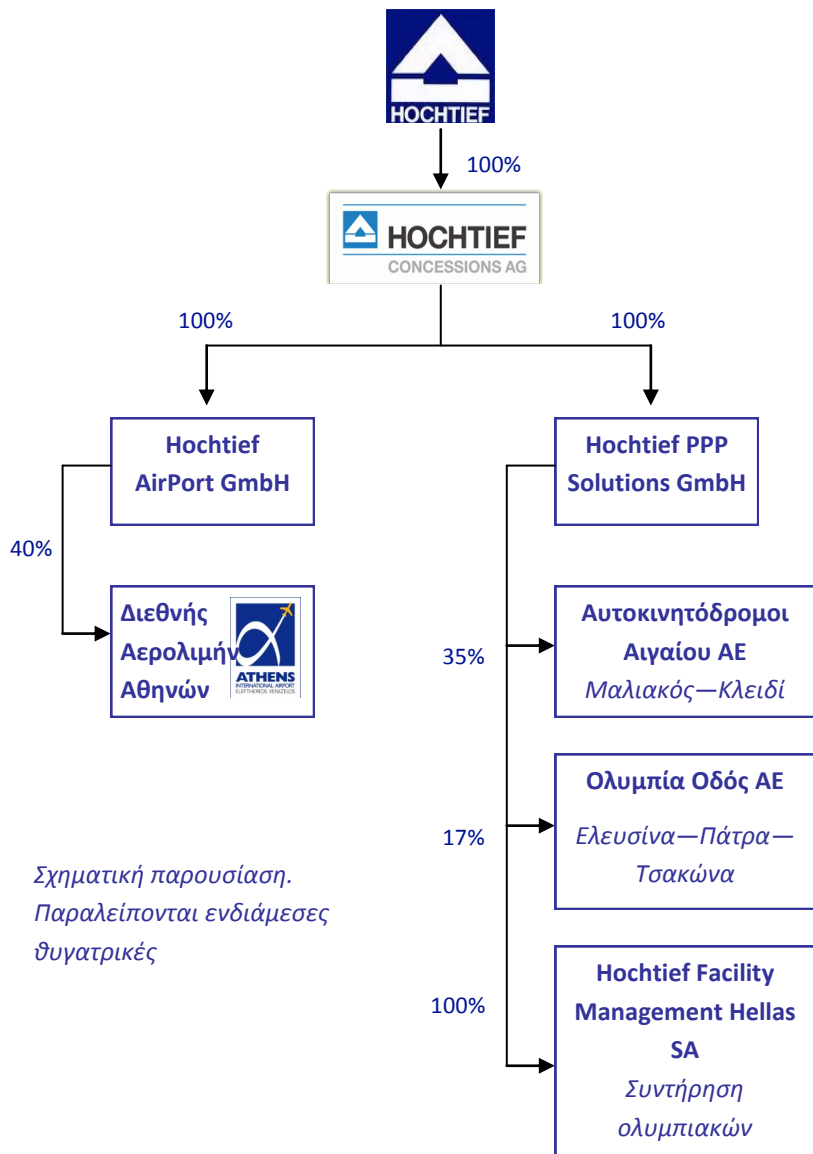 HOCHTIEF
100%
HOCHTIEF
CONCESSIONS AG
100%
100%
Hochtief
AirPort GmbH
Hochtief PPP
Solutions GmbH
40%
Διεθνής
Αερολιμήν
Αθηνών
ATHENS
INTERNATIONAL AIRPORT
ELEFTHERIOS VENIZELOS
35%
Αυτοκινητόδρομοι
Αιγαίου ΑΕ
Μαλιακός—Κλειδί
17%
Ολυμπία Οδός ΑΕ
Ελευσίνα—Πάτρα—
Τσακώνα
Σχηματική παρουσίαση.
Παραλείπονται ενδιάμεσες
θυγατρικές
100%
Hochtief Facility
Management Hellas
SA
Συντήρηση
ολυμπιακών